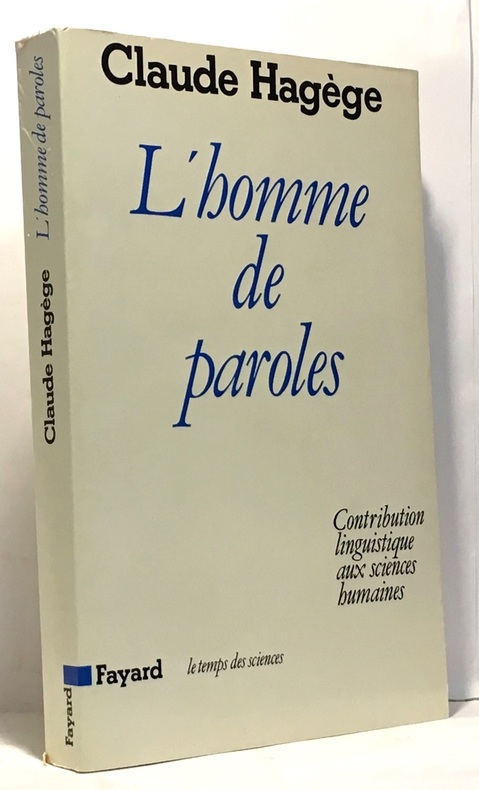 Claude Hagège
L'homme
de
paroles
Contribution
linguistique
aux sciences
humaines
Fayard
le temps des sciences
L'homme de paroles
Claude Hagège
Fayard